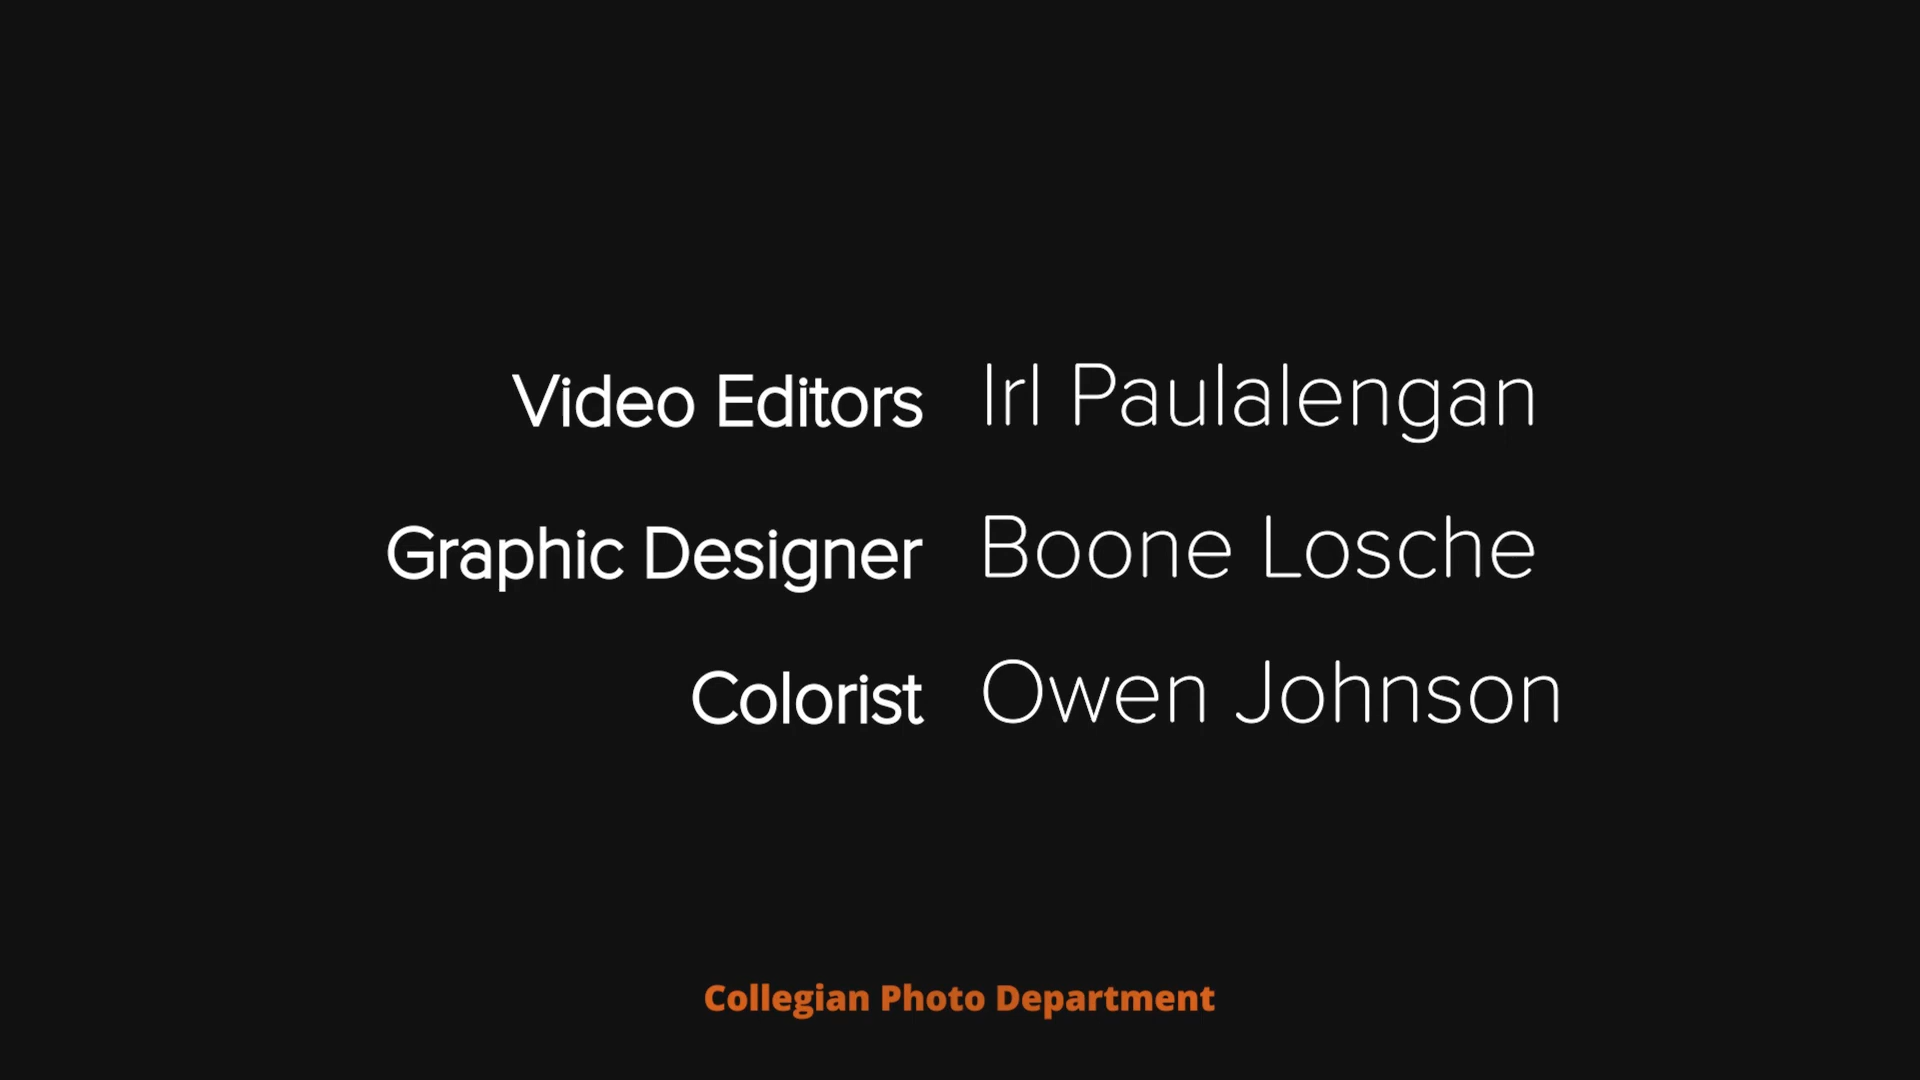 Video Editors Irl Paulalengan
Graphic Designer Boone Losche
Colorist Owen Johnson
Collegian Photo Department